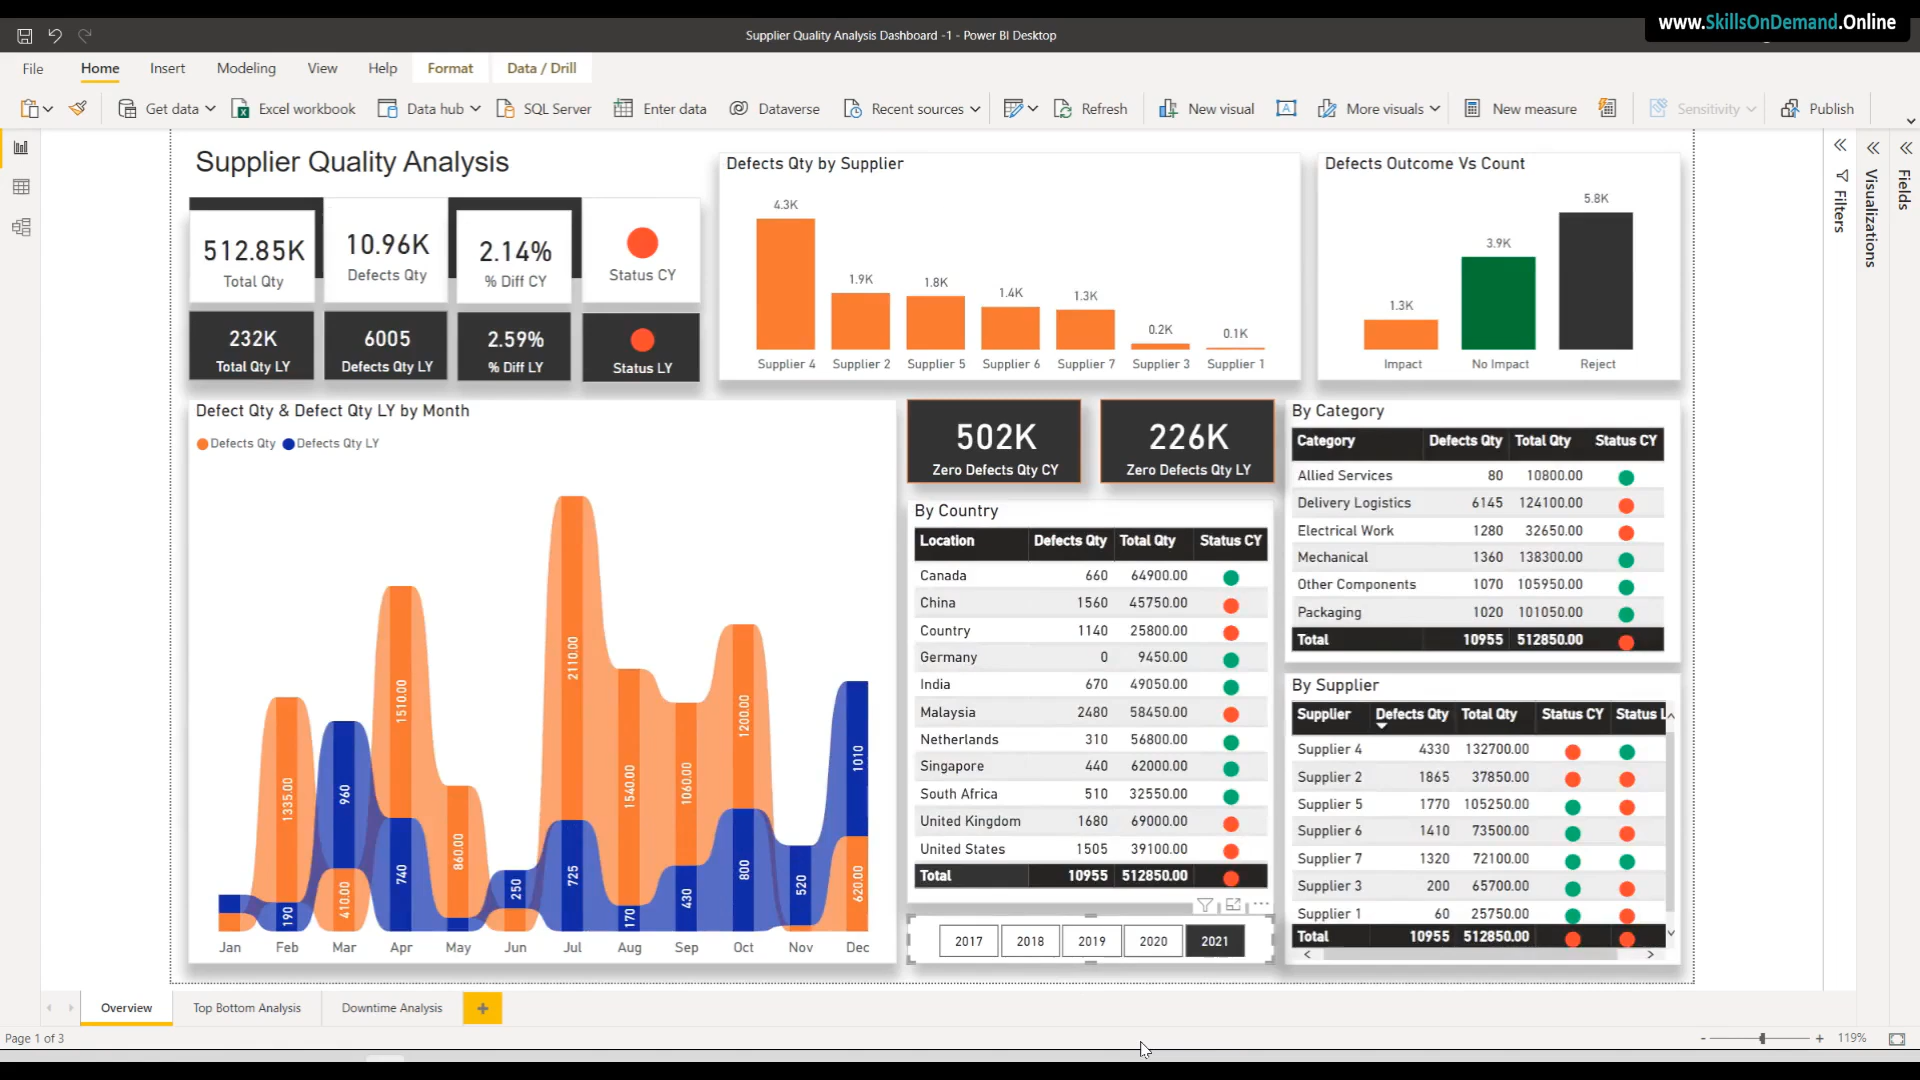 www.SkillsOnDemand.Online
Supplier Quality Analysis Dashboard -1 - Power BI Desktop
File Home Insert Modeling View Help Format Data / Drill
Get data Excel workbook Data hub SQL Server Enter data Dataverse Recent sources Refresh New visual More visuals New measure Sensitivity Publish
Supplier Quality Analysis
512.85K
Total Qty
10.96K
Defects Qty
2.14%
% Diff CY
Status CY
232K
Total Qty LY
6005
Defects Qty LY
2.59%
% Diff LY
Status LY
Defects Qty by Supplier
4.3K
1.9K
1.8K
1.4K
1.3K
0.2K
0.1K
Supplier 4 Supplier 2 Supplier 5 Supplier 6 Supplier 7 Supplier 3 Supplier 1
Defects Outcome Vs Count
1.3K
3.9K
5.8K
Impact No Impact Reject
Filters
Visualizations
Fields
Defect Qty & Defect Qty LY by Month
Defects Qty Defects Qty LY
1335.00
190
960
410.00
1510.00
740
860.00
250
2110.00
725
1540.00
170
1060.00
430
1200.00
800
520
1010
620.00
Jan Feb Mar Apr May Jun Jul Aug Sep Oct Nov Dec
502K
Zero Defects Qty CY
226K
Zero Defects Qty LY
By Country
Location Defects Qty Total Qty Status CY
Canada 660 64900.00
China 1560 45750.00
Country 1140 25800.00
Germany 0 9450.00
India 670 49050.00
Malaysia 2480 58450.00
Netherlands 310 56800.00
Singapore 440 62000.00
South Africa 510 32550.00
United Kingdom 1680 69000.00
United States 1505 39100.00
Total 10955 512850.00
2017 2018 2019 2020 2021
By Category
Category Defects Qty Total Qty Status CY
Allied Services 80 10800.00
Delivery Logistics 6145 124100.00
Electrical Work 1280 32650.00
Mechanical 1360 138300.00
Other Components 1070 105950.00
Packaging 1020 101050.00
Total 10955 512850.00
By Supplier
Supplier Defects Qty Total Qty Status CY Status L
Supplier 4 4330 132700.00
Supplier 2 1865 37850.00
Supplier 5 1770 105250.00
Supplier 6 1410 73500.00
Supplier 7 1320 72100.00
Supplier 3 200 65700.00
Supplier 1 60 25750.00
Total 10955 512850.00
Overview Top Bottom Analysis Downtime Analysis +
Page 1 of 3
- + 119%